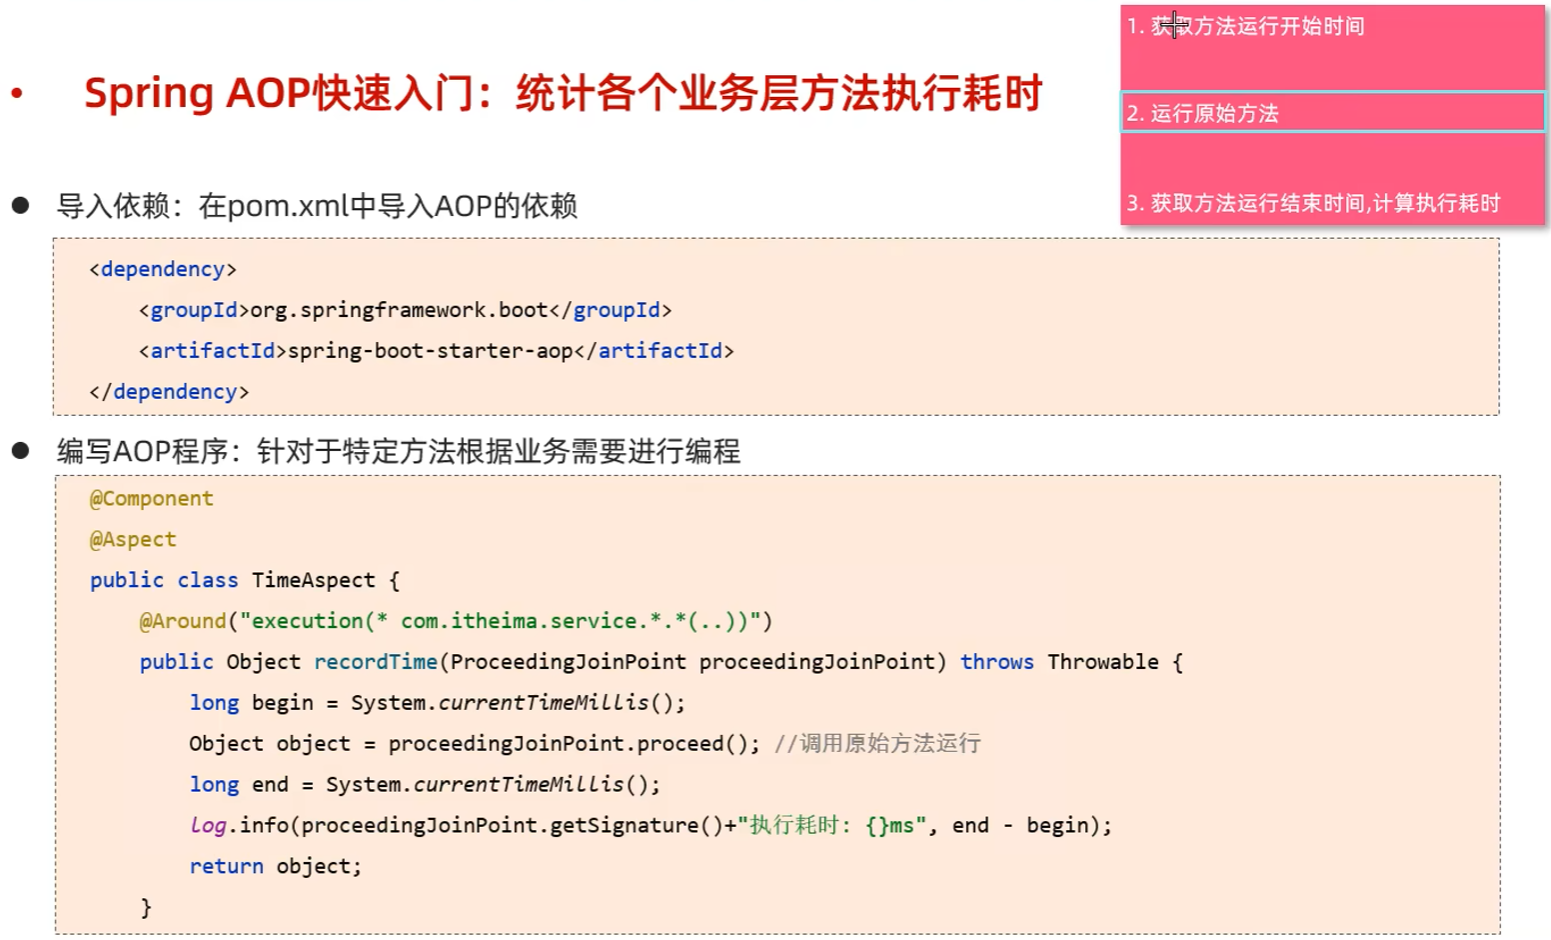 1. 获取方法运行开始时间
Spring AOP快速入门：统计各个业务层方法执行耗时
2. 运行原始方法
3. 获取方法运行结束时间,计算执行耗时
导入依赖：在pom.xml中导入AOP的依赖
<dependency>
    <groupId>org.springframework.boot</groupId>
    <artifactId>spring-boot-starter-aop</artifactId>
</dependency>
编写AOP程序：针对于特定方法根据业务需要进行编程
@Component
@Aspect
public class TimeAspect {
    @Around("execution(* com.itheima.service.*.*(..))")
    public Object recordTime(ProceedingJoinPoint proceedingJoinPoint) throws Throwable {
        long begin = System.currentTimeMillis();
        Object object = proceedingJoinPoint.proceed(); //调用原始方法运行
        long end = System.currentTimeMillis();
        log.info(proceedingJoinPoint.getSignature()+"执行耗时: {}ms", end - begin);
        return object;
    }